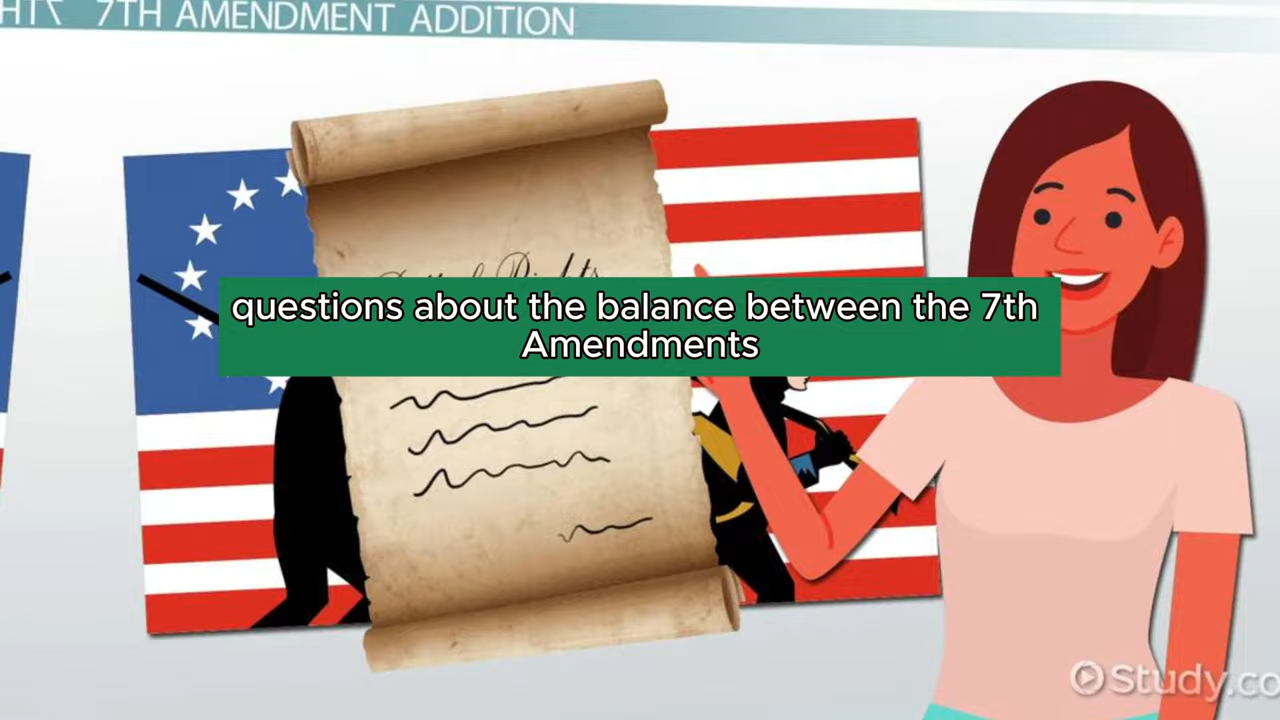 7TH AMENDMENT ADDITION
questions about the balance between the 7th
Amendments
Study.co